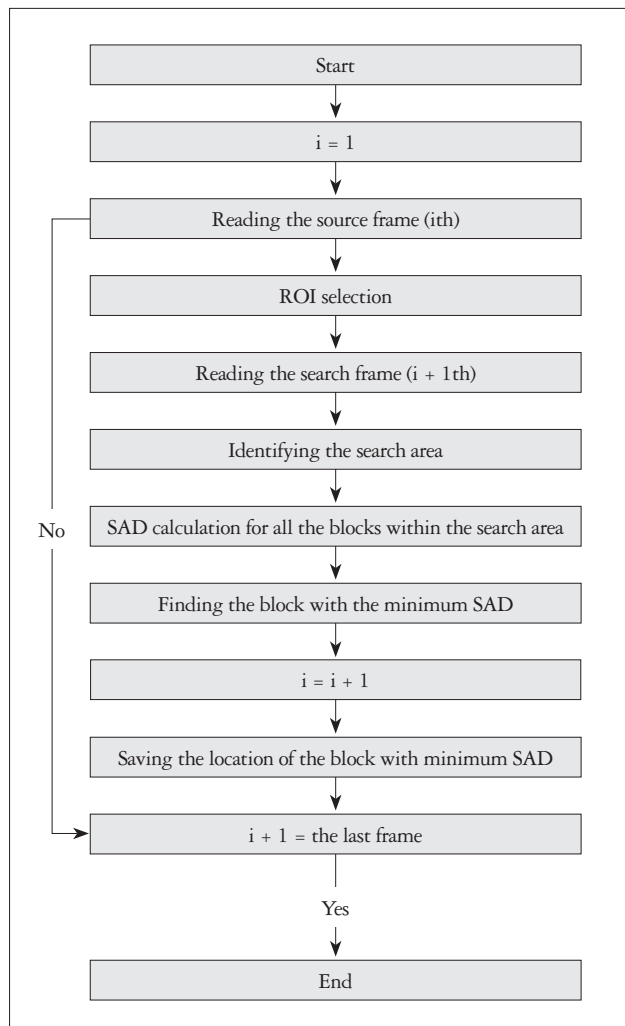 Start
i = 1
Reading the source frame (ith)
ROI selection
Reading the search frame (i + 1th)
Identifying the search area
SAD calculation for all the blocks within the search area
No
Finding the block with the minimum SAD
i = i + 1
Saving the location of the block with minimum SAD
i + 1 = the last frame
Yes
End